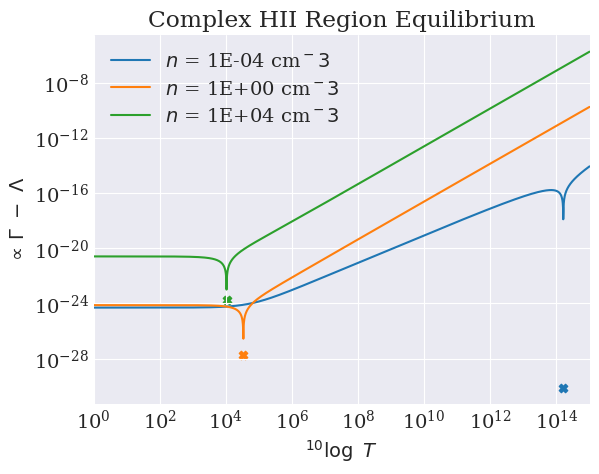 Complex HII Region Equilibrium
n = 1E-04 cm^-3
n = 1E+00 cm^-3
n = 1E+04 cm^-3
∝ Γ − Λ
10^-8
10^-12
10^-16
10^-20
10^-24
10^-28
10^0 10^2 10^4 10^6 10^8 10^10 10^12 10^14
^10log T